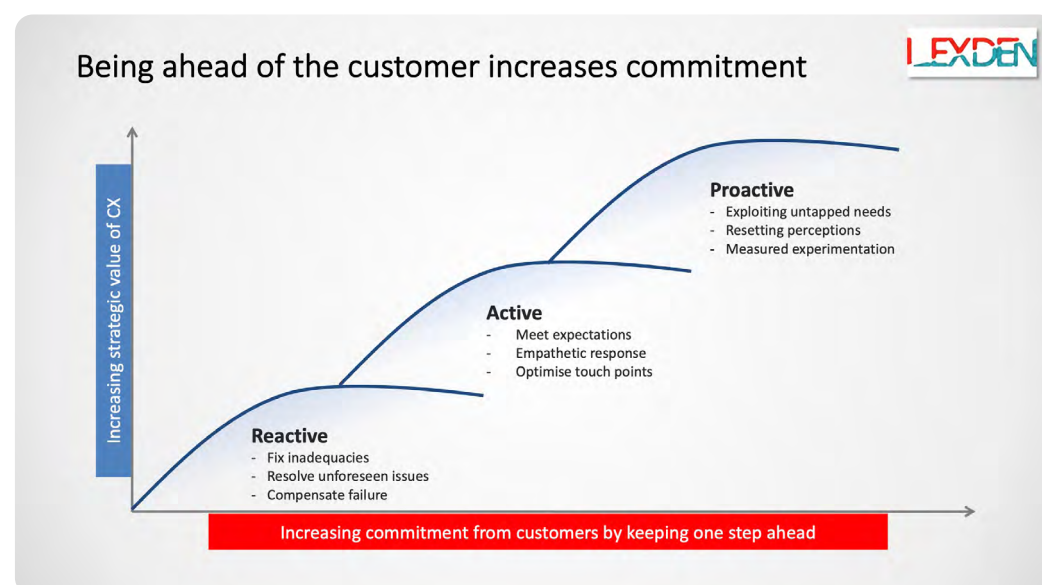 Being ahead of the customer increases commitment
LEXDEN
Increasing strategic value of CX
Proactive
- Exploiting untapped needs
- Resetting perceptions
- Measured experimentation
Active
- Meet expectations
- Empathetic response
- Optimise touch points
Reactive
- Fix inadequacies
- Resolve unforeseen issues
- Compensate failure
Increasing commitment from customers by keeping one step ahead